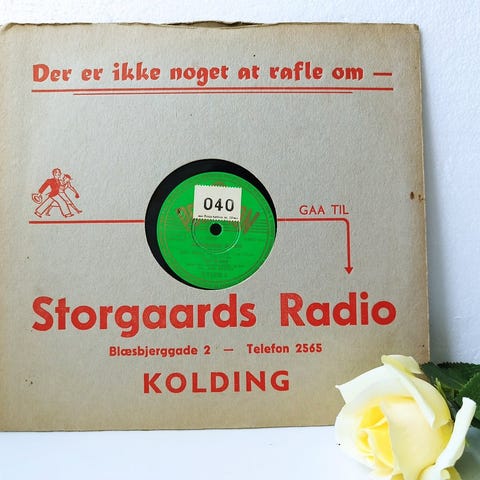 Der er ikke noget at rafle om —
040
GAA TIL
Storgaards Radio
Blæsbjerggade 2 — Telefon 2565
KOLDING